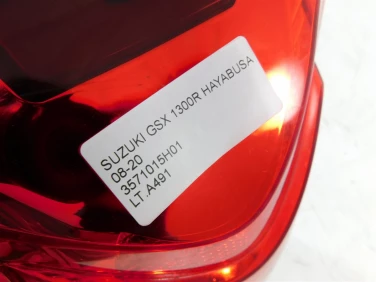 SUZUKI GSX 1300R HAYABUSA
08-20
3571015H01
LT.A491